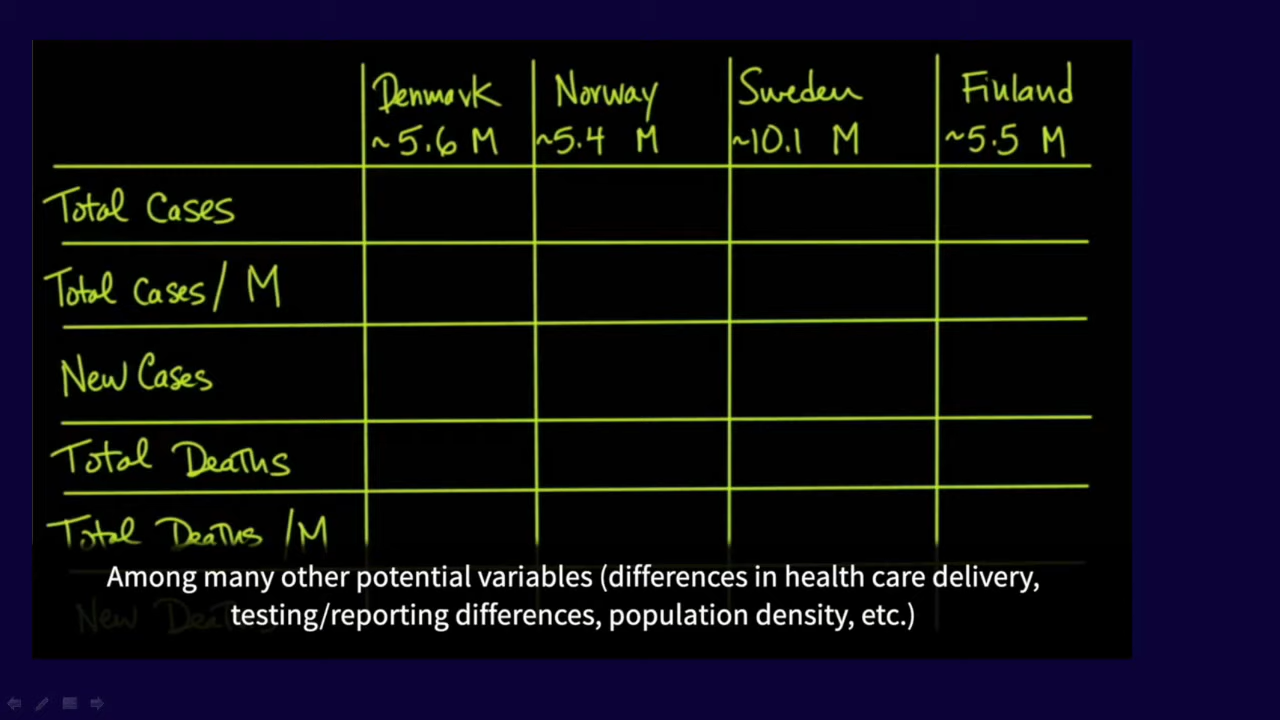 Denmark Norway Sweden Finland
~5.6 M ~5.4 M ~10.1 M ~5.5 M
Total Cases
Total Cases / M
New Cases
Total Deaths
Total Deaths / M
Among many other potential variables (differences in health care delivery,
New Deaths
testing/reporting differences, population density, etc.)